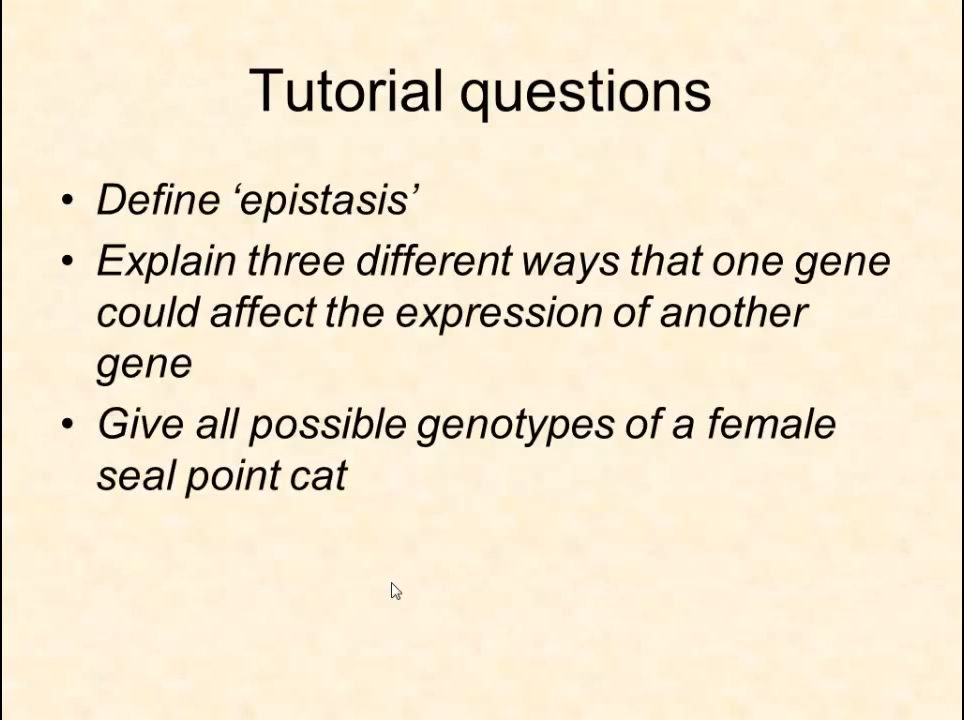 Tutorial questions
• Define ‘epistasis’
• Explain three different ways that one gene
could affect the expression of another
gene
• Give all possible genotypes of a female
seal point cat